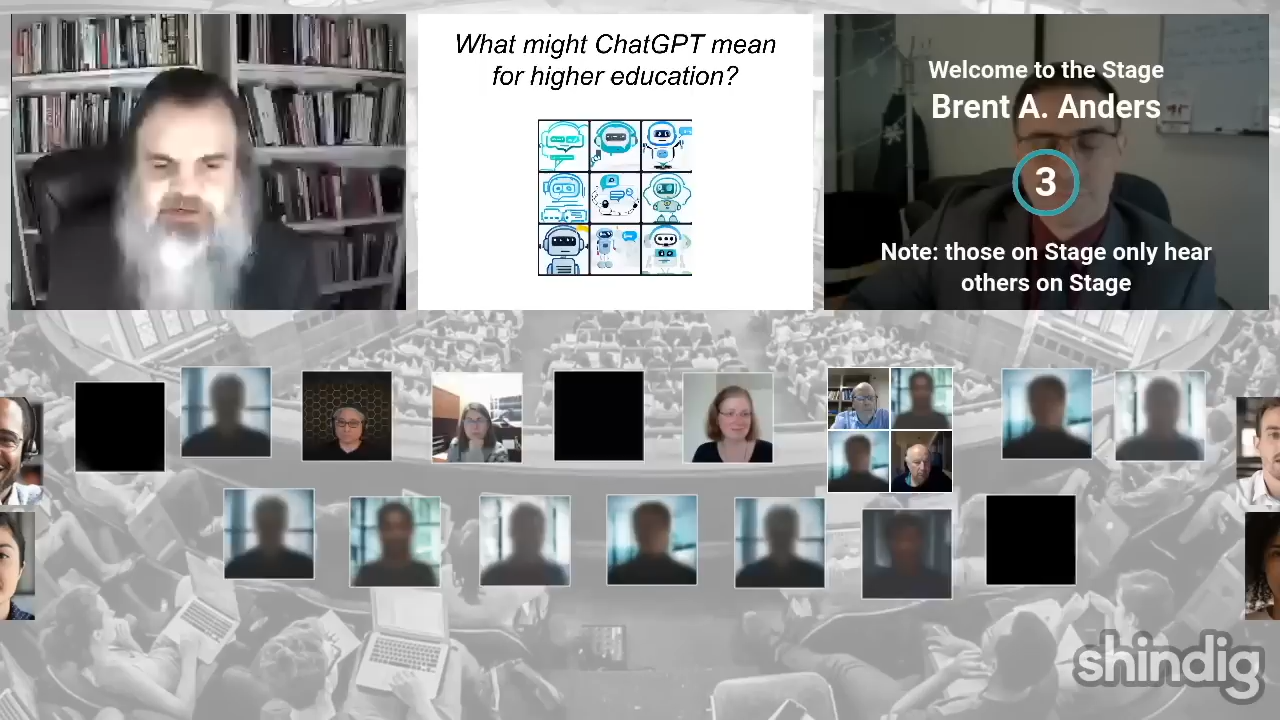 What might ChatGPT mean
for higher education?
Welcome to the Stage
Brent A. Anders
3
Note: those on Stage only hear
others on Stage
shindig